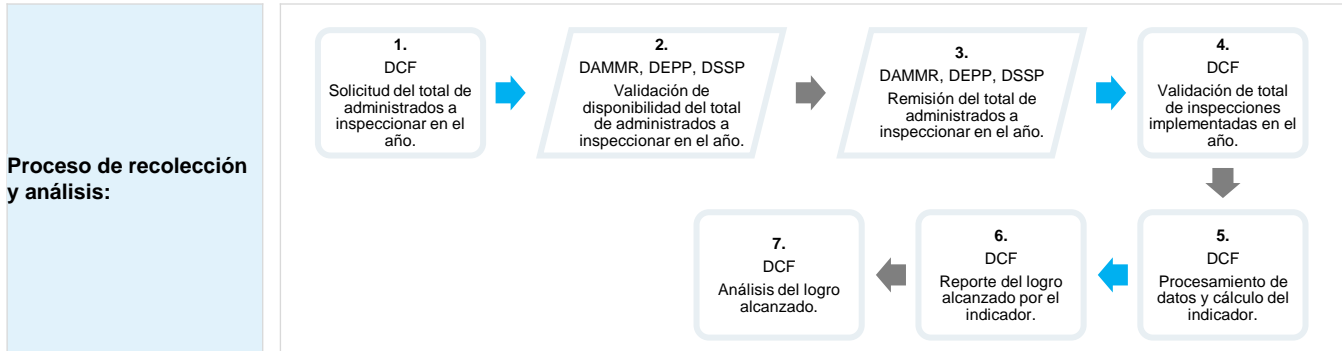 Proceso de recolección
y análisis:
1.
DCF
Solicitud del total de
administrados a
inspeccionar en el
año.
2.
DAMMR, DEPP, DSSP
Validación de
disponibilidad del total
de administrados a
inspeccionar en el año.
3.
DAMMR, DEPP, DSSP
Remisión del total de
administrados a
inspeccionar en el año.
4.
DCF
Validación de total
de inspecciones
implementadas en el
año.
5.
DCF
Procesamiento de
datos y cálculo del
indicador.
6.
DCF
Reporte del logro
alcanzado por el
indicador.
7.
DCF
Análisis del logro
alcanzado.